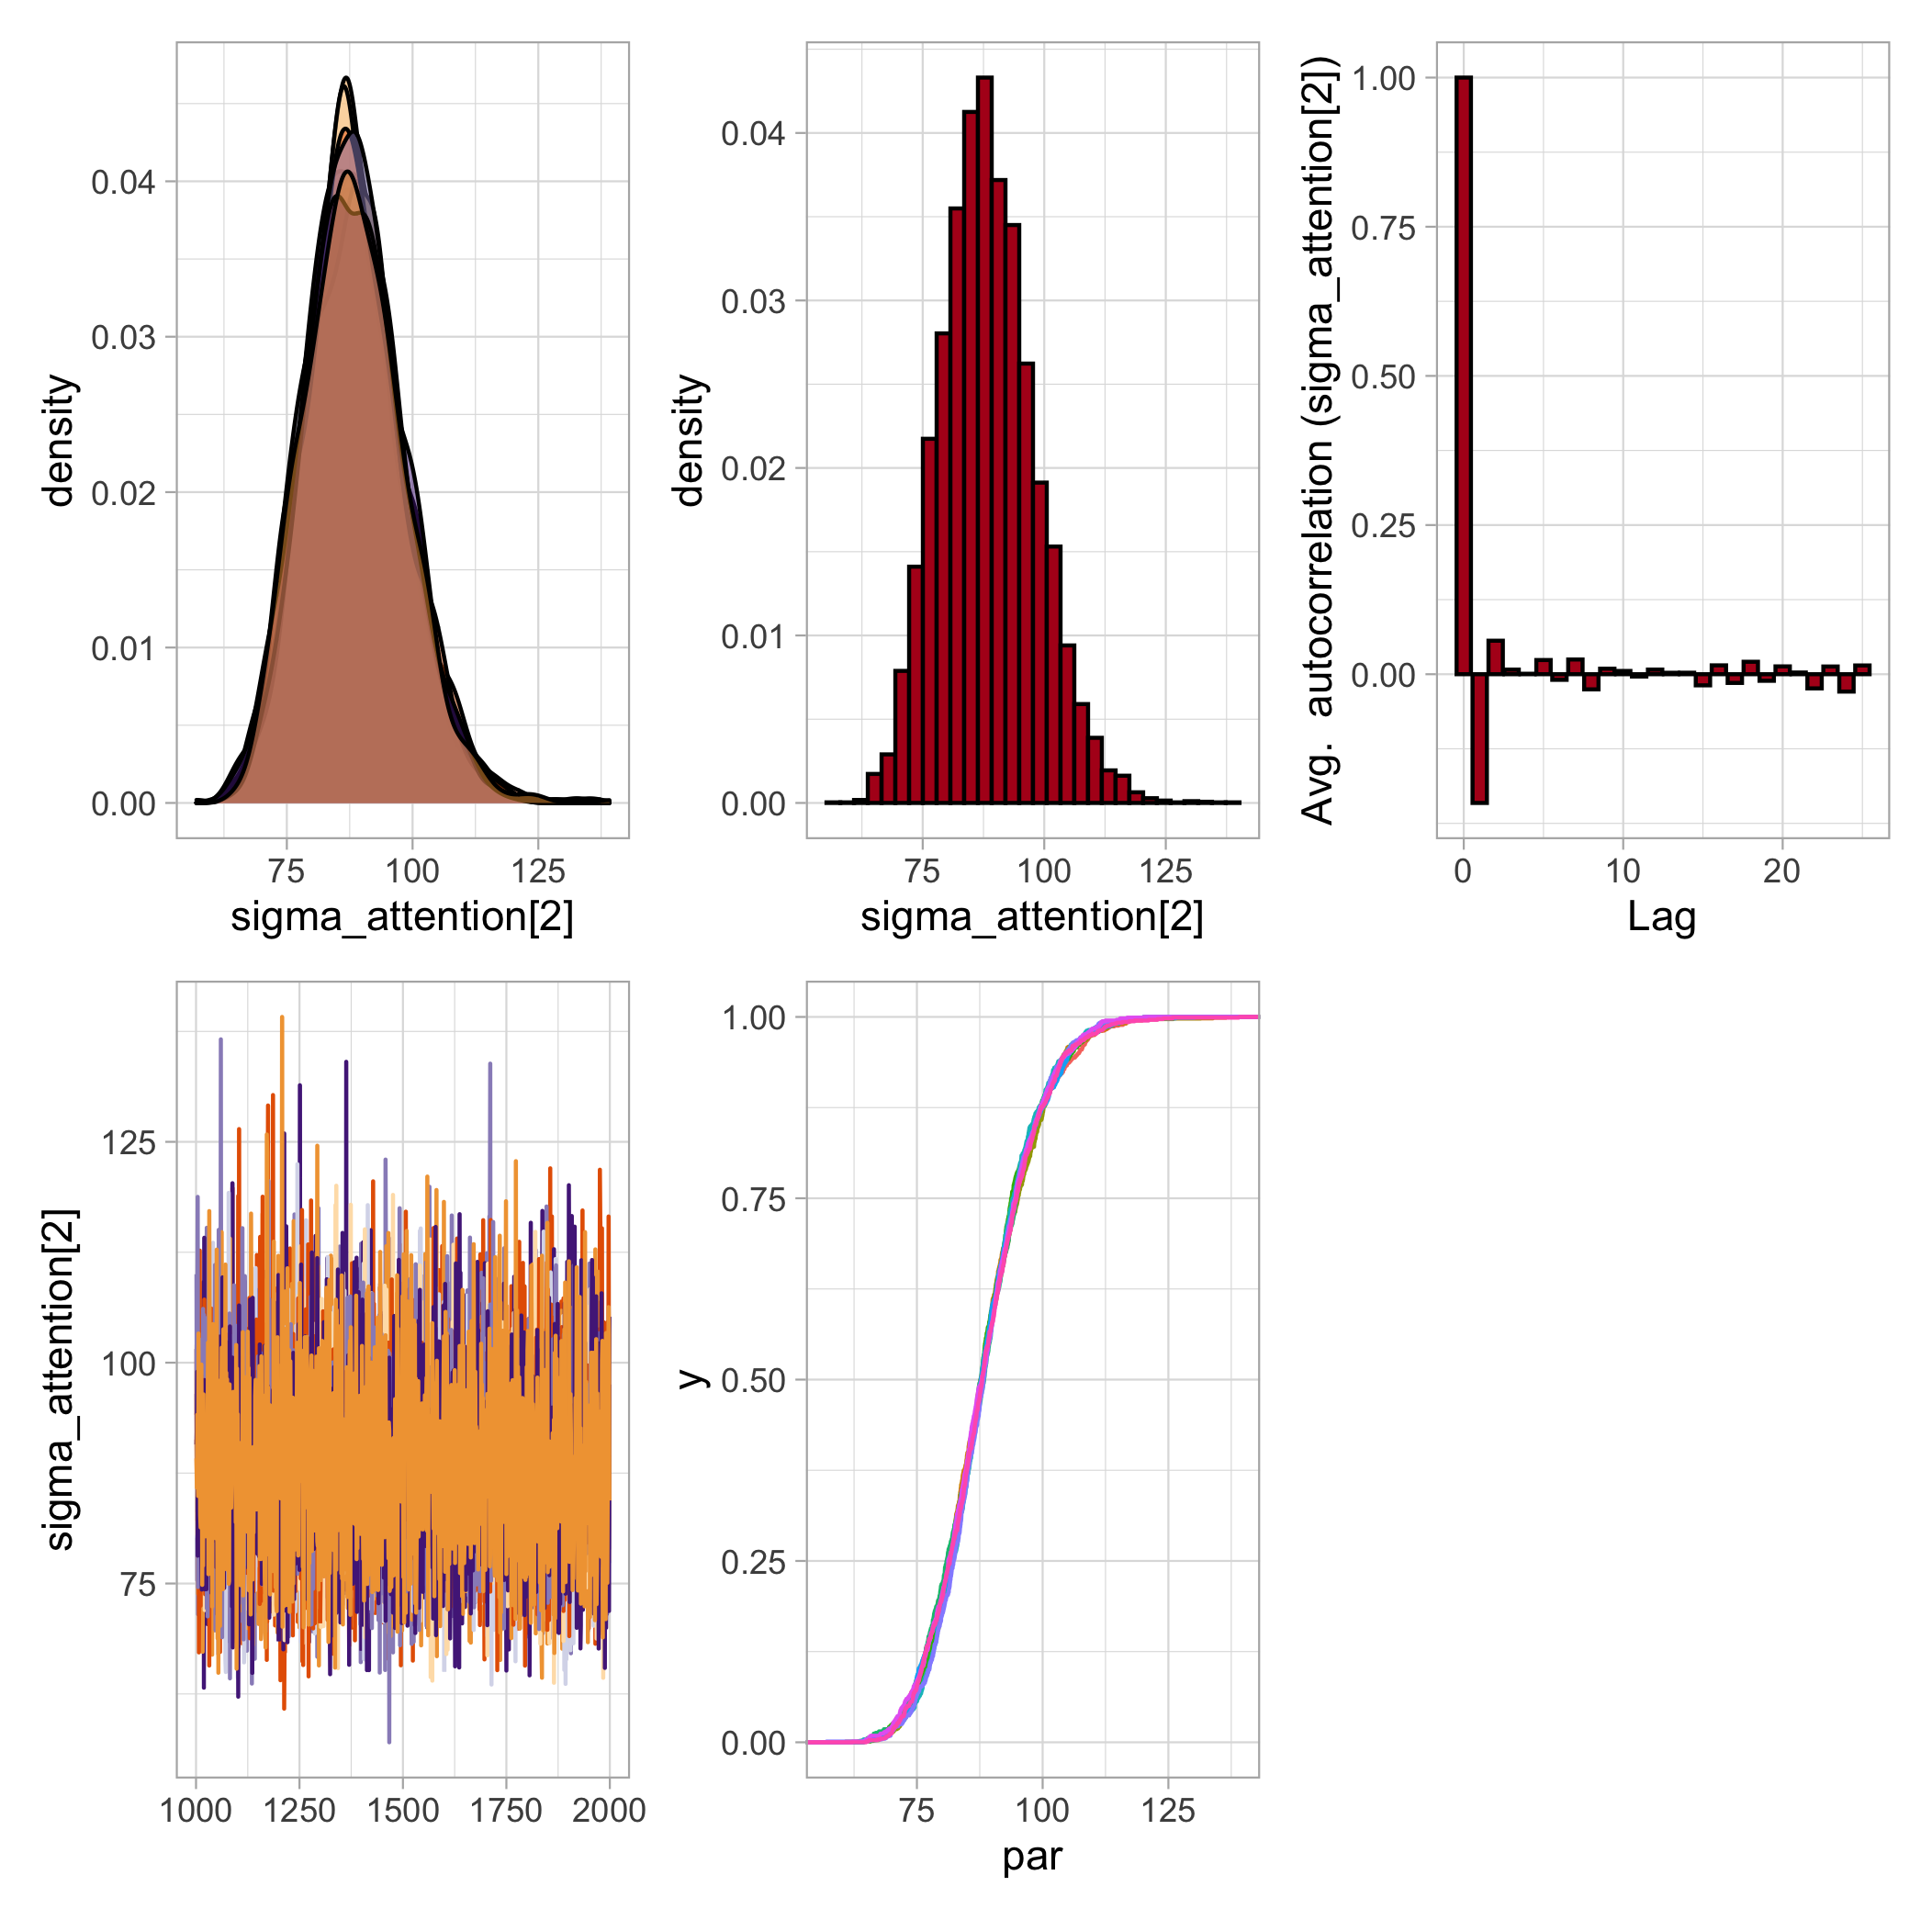 density
0.04
0.03
0.02
0.01
0.00
75 100 125
sigma_attention[2]
density
0.04
0.03
0.02
0.01
0.00
75 100 125
sigma_attention[2]
Avg. autocorrelation (sigma_attention[2])
1.00
0.75
0.50
0.25
0.00
0 10 20
Lag
sigma_attention[2]
125
100
75
1000 1250 1500 1750 2000
y
1.00
0.75
0.50
0.25
0.00
75 100 125
par